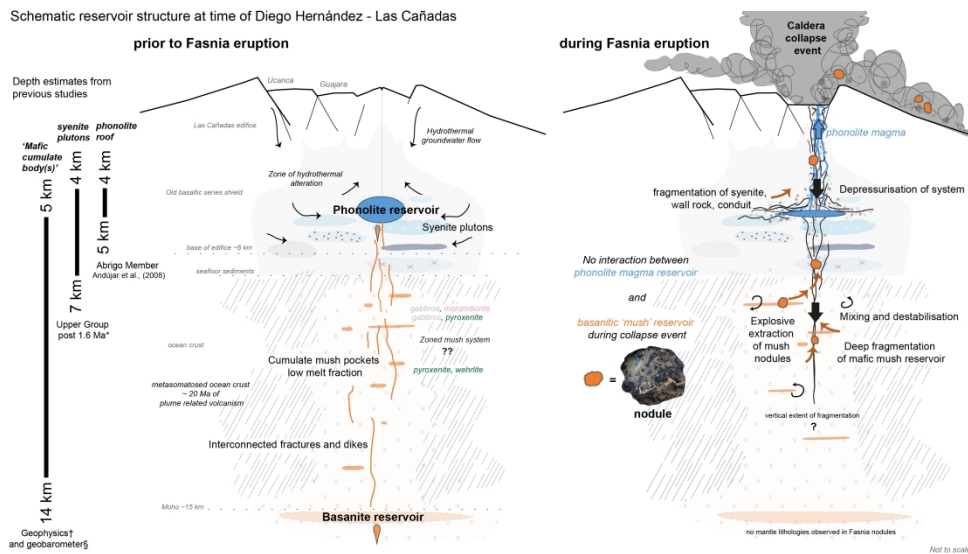 Schematic reservoir structure at time of Diego Hernández - Las Cañadas
prior to Fasnia eruption
Depth estimates from
previous studies
'Mafic
cumulate
body(s)'
syenite
plutons
phonolite
roof
5 km
4 km
4 km
5 km
Abrigo Member
Andújar et al., (2008)
7 km
Upper Group
post 1.6 Ma*
14 km
Geophysics†
and geobarometer§
Ucanca
Guajara
Las Cañadas edifice
Hydrothermal
groundwater flow
Zone of hydrothermal
alteration
Old basaltic series shield
Phonolite reservoir
Syenite plutons
base of edifice ~6 km
seafloor sediments
gabbros, monzodiorite
gabbros, pyroxenite
Zoned mush system
??
pyroxenite, wehrlite
ocean crust
Cumulate mush pockets
low melt fraction
metasomatosed ocean crust
~ 20 Ma of
plume related volcanism
Interconnected fractures and dikes
Moho ~15 km
Basanite reservoir
during Fasnia eruption
Caldera
collapse
event
phonolite magma
fragmentation of syenite,
wall rock, conduit
Depressurisation of system
No interaction between
phonolite magma reservoir
and
basanitic 'mush' reservoir
during collapse event
Explosive
extraction
of mush
nodules
Mixing and destabilisation
Deep fragmentation
of mafic mush reservoir
=
nodule
vertical extent of fragmentation
?
no mantle lithologies observed in Fasnia nodules
Not to scale